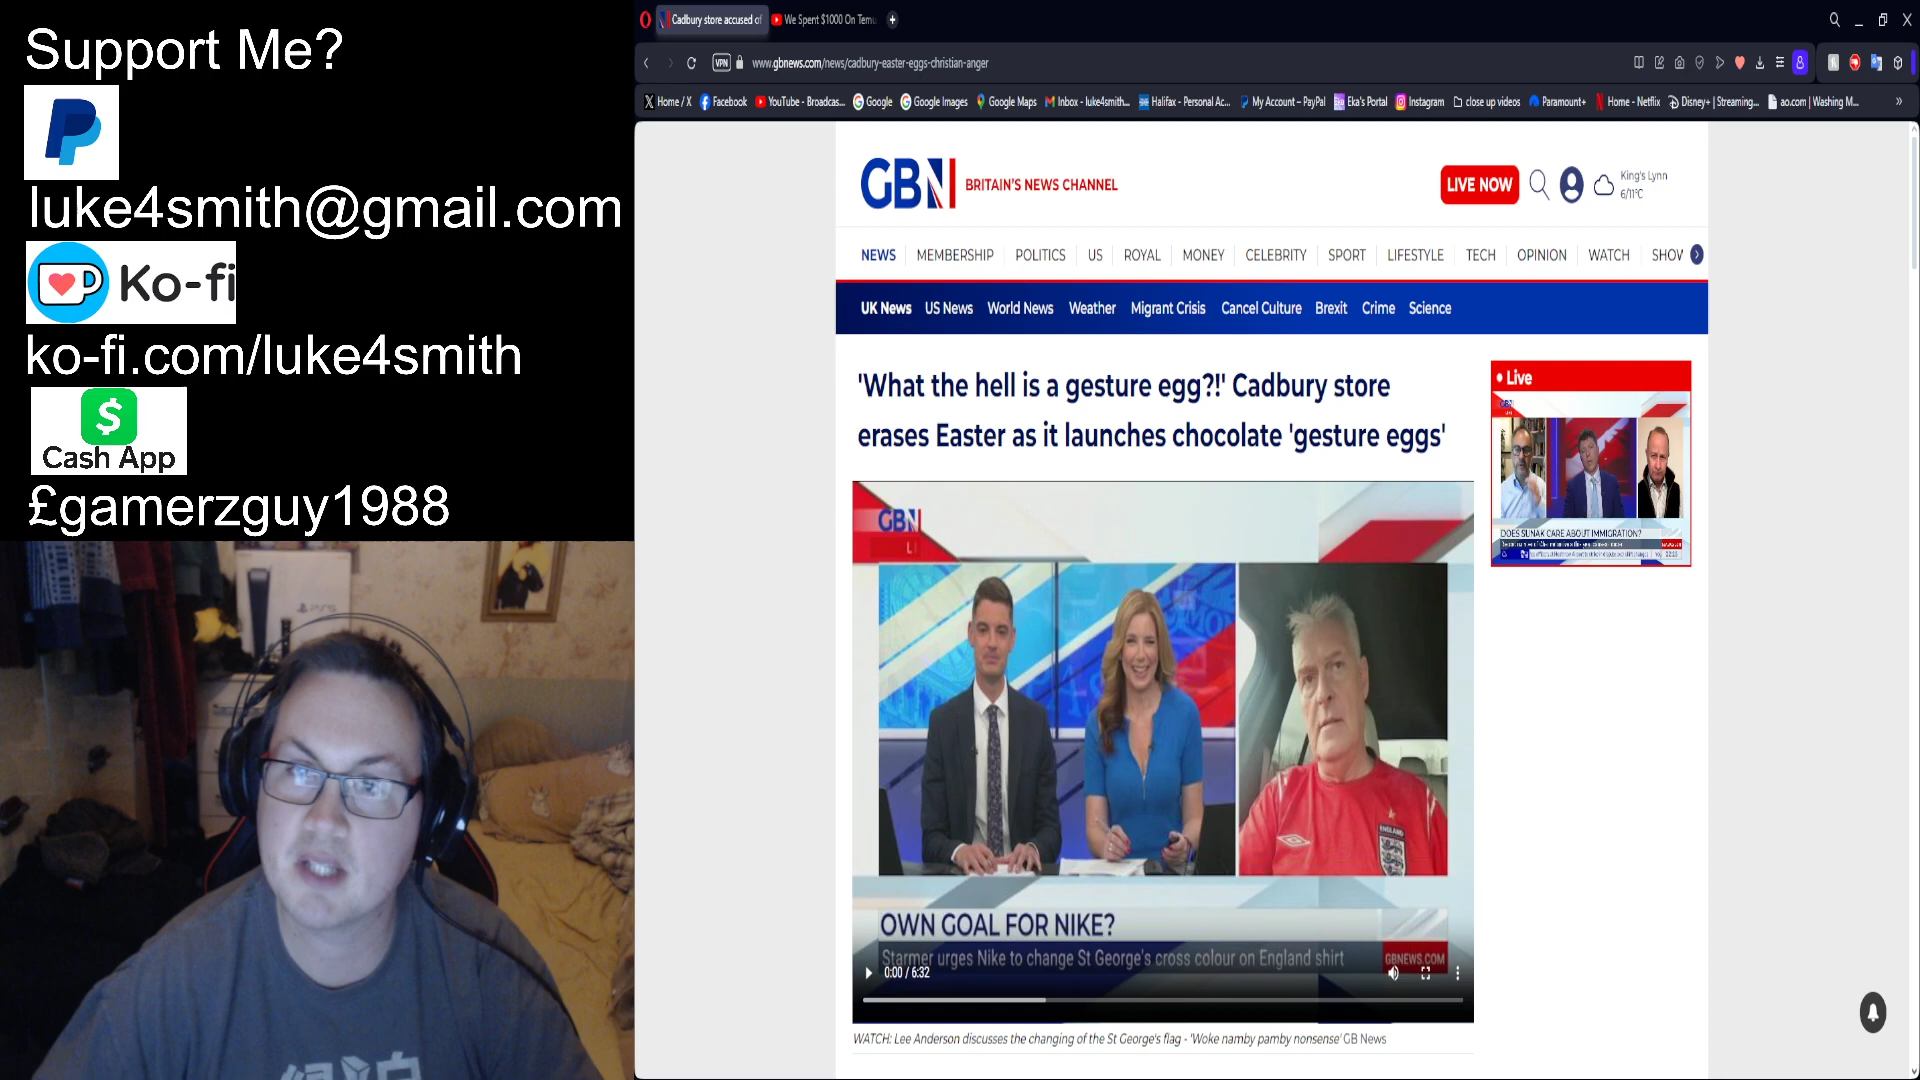 Support Me?
luke4smith@gmail.com
Ko-fi
ko-fi.com/luke4smith
$
Cash App
£gamerzguy1988
PS5
Cadbury store accused of
We Spent $1000 On Temu
VPN
www.gbnews.com/news/cadbury-easter-eggs-christian-anger
Home / X
Facebook
YouTube - Broadcas...
Google
Google Images
Google Maps
Inbox - luke4smith...
Halifax - Personal Ac...
My Account – PayPal
Eka's Portal
Instagram
close up videos
Paramount+
Home - Netflix
Disney+ | Streaming...
ao.com | Washing M...
GBN
BRITAIN'S NEWS CHANNEL
LIVE NOW
King's Lynn
6/11°C
NEWS MEMBERSHIP POLITICS US ROYAL MONEY CELEBRITY SPORT LIFESTYLE TECH OPINION WATCH SHOV
UK News US News World News Weather Migrant Crisis Cancel Culture Brexit Crime Science
'What the hell is a gesture egg?!' Cadbury store
erases Easter as it launches chocolate 'gesture eggs'
Live
GBN
DOES SUNAK CARE ABOUT IMMIGRATION?
GBN
LI
ENGLAND
OWN GOAL FOR NIKE?
Starmer urges Nike to change St George's cross colour on England shirt
GBNEWS.COM
0:00 / 6:32
WATCH: Lee Anderson discusses the changing of the St George's flag - 'Woke namby pamby nonsense' GB News